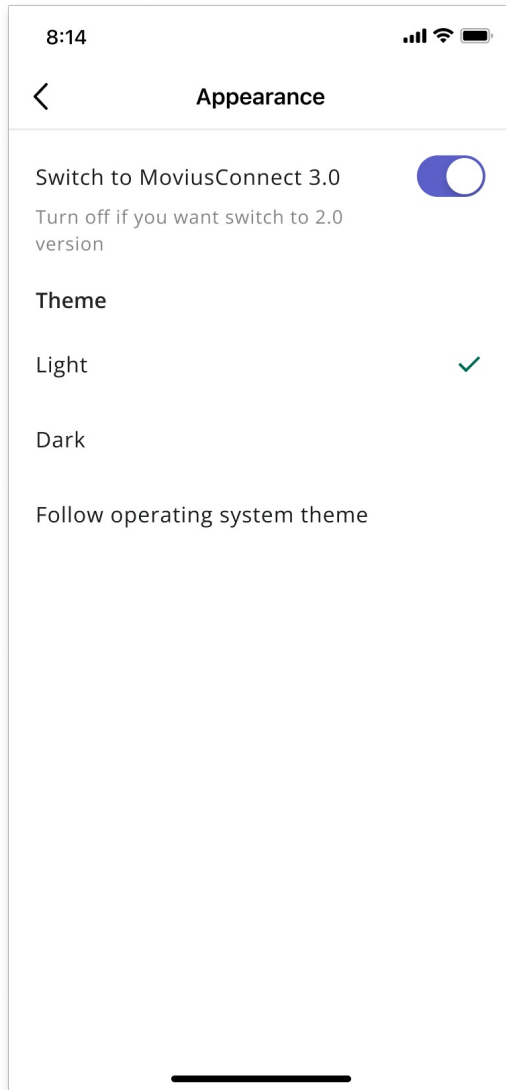 8:14
Appearance
Switch to MoviusConnect 3.0
Turn off if you want switch to 2.0
version
Theme
Light
Dark
Follow operating system theme